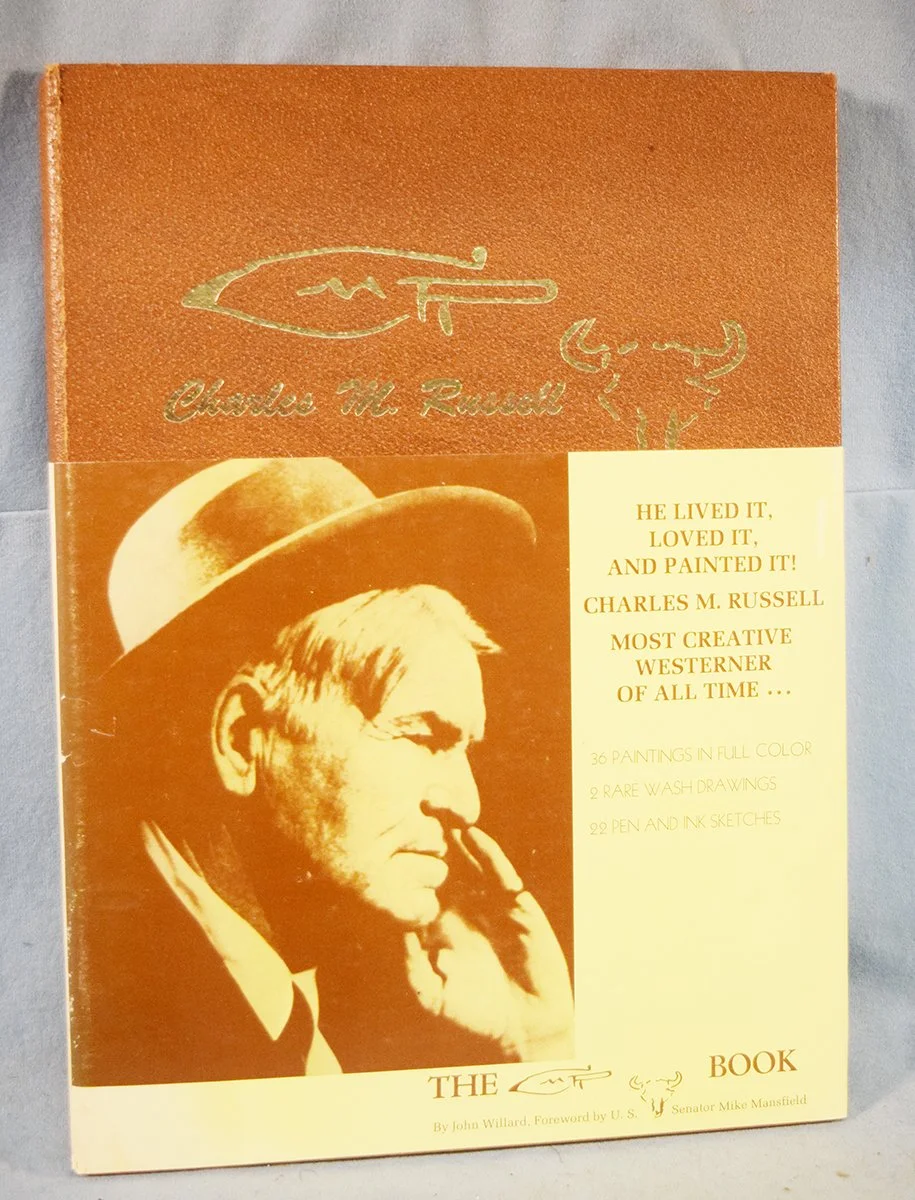 CMR
Charles M. Russell
HE LIVED IT,
LOVED IT,
AND PAINTED IT!
CHARLES M. RUSSELL
MOST CREATIVE
WESTERNER
OF ALL TIME ...
36 PAINTINGS IN FULL COLOR
2 RARE WASH DRAWINGS
22 PEN AND INK SKETCHES
THE CMR BOOK
By John Willard, Foreword by U. S. Senator Mike Mansfield